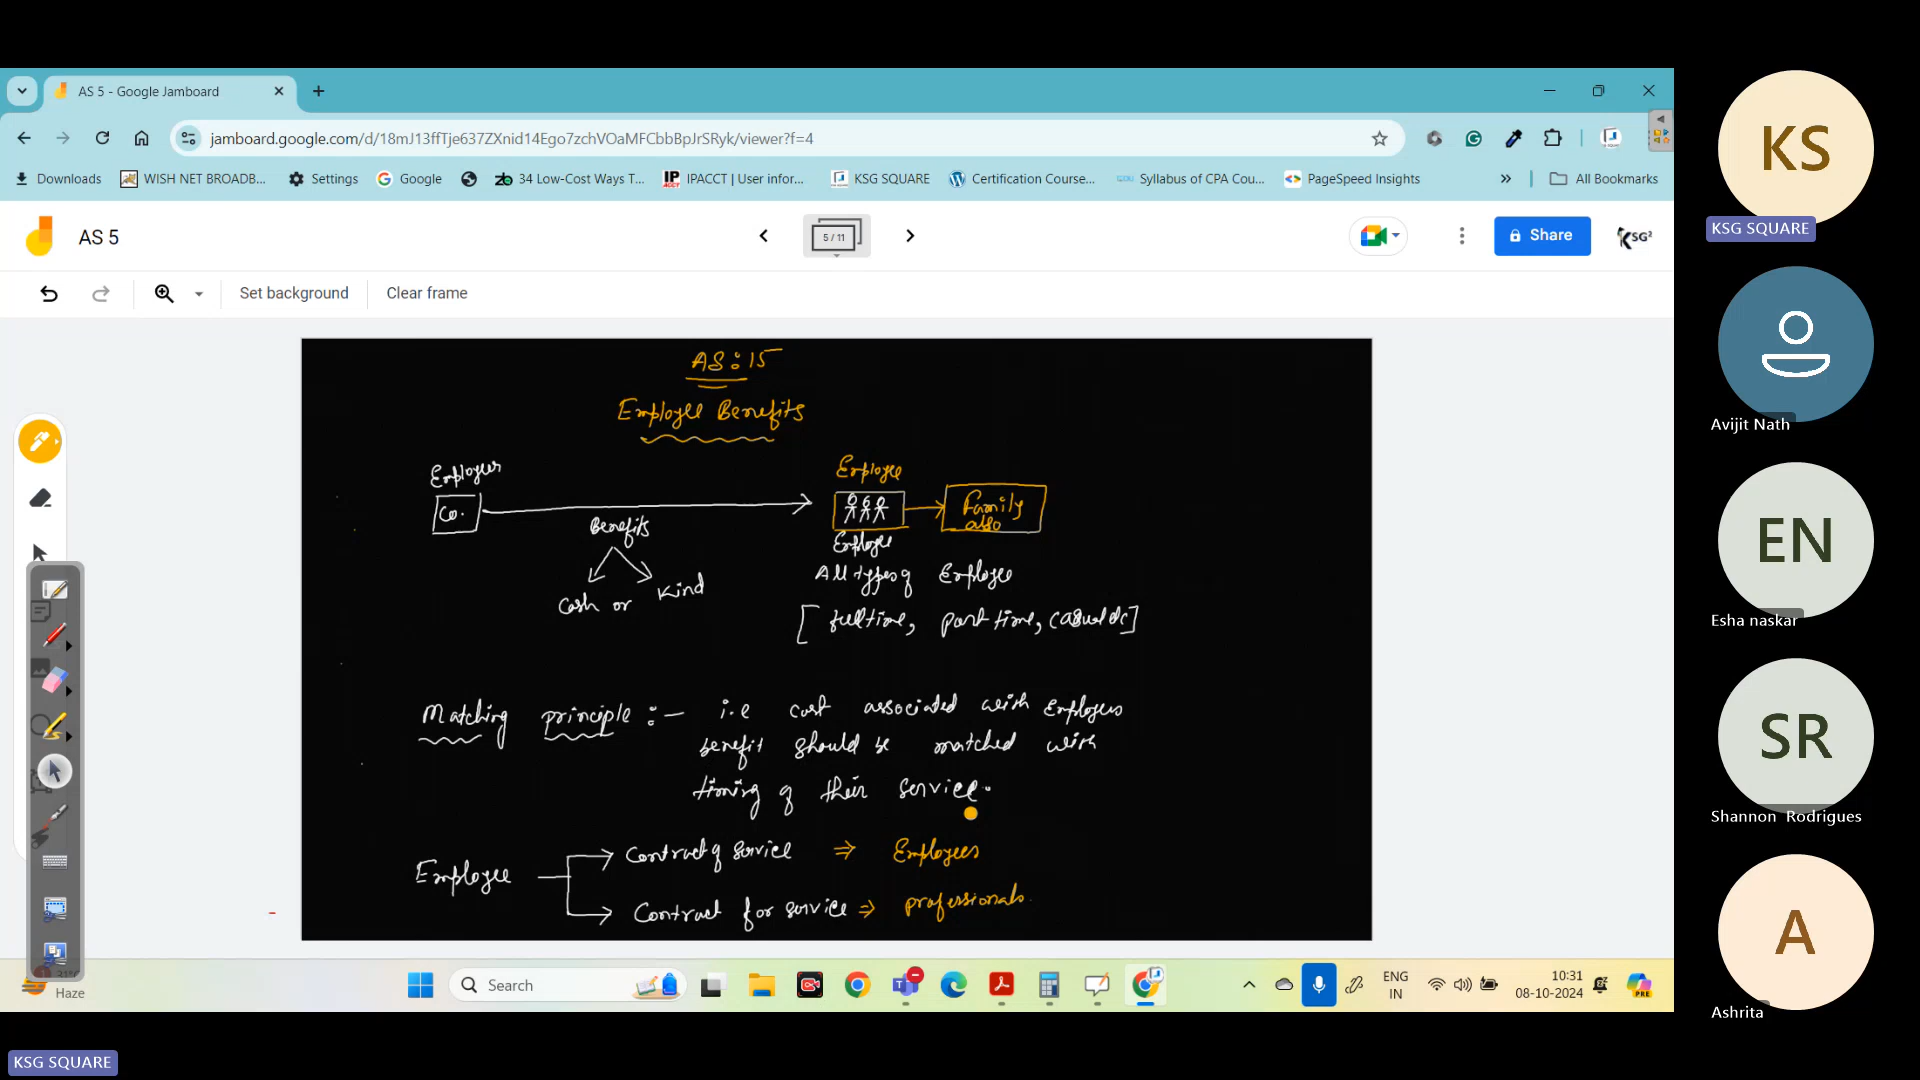 AS 5 - Google Jamboard
jamboard.google.com/d/18mJ13ffTje637ZXnid14Ego7zchVOaMFCbbBpJrSRyk/viewer?f=4
Downloads WISH NET BROADB... Settings Google 34 Low-Cost Ways T... IPACCT | User infor... KSG SQUARE Certification Course... Syllabus of CPA Cou... PageSpeed Insights All Bookmarks
AS 5 5 / 11 Share KSG²
Set background Clear frame
AS: 15
Employee Benefits
Employer
Co.
Benefits
Cash or Kind
Employee
Family also
Employee
All types of Employee
[full time, part time, casual etc]
Matching principle :- i.e cost associated with Employees
benefit should be matched with
timing of their service.
Employee
Contract of service ⇒ Employees
Contract for service ⇒ professionals
31°C
Haze
Search
ENG
IN
10:31
08-10-2024
PRE
KS
KSG SQUARE
Avijit Nath
EN
Esha naskar
SR
Shannon Rodrigues
A
Ashrita
KSG SQUARE